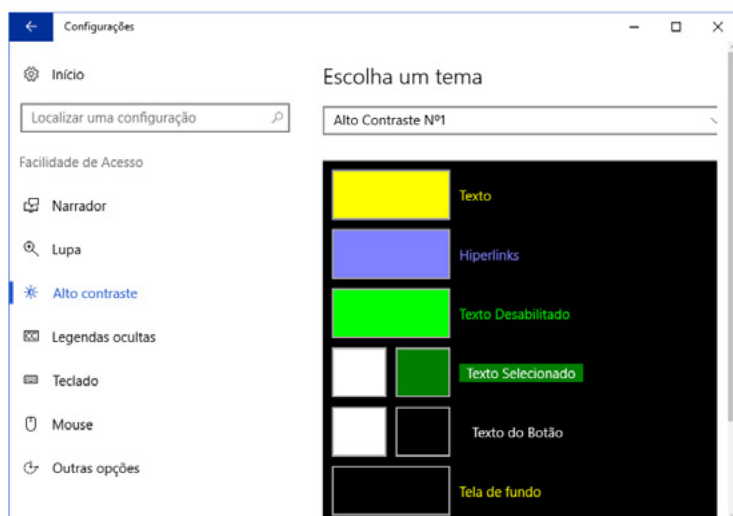 Configurações
Início
Localizar uma configuração
Facilidade de Acesso
Narrador
Lupa
Alto contraste
Legendas ocultas
Teclado
Mouse
Outras opções
Escolha um tema
Alto Contraste Nº1
Texto
Hiperlinks
Texto Desabilitado
Texto Selecionado
Texto do Botão
Tela de fundo